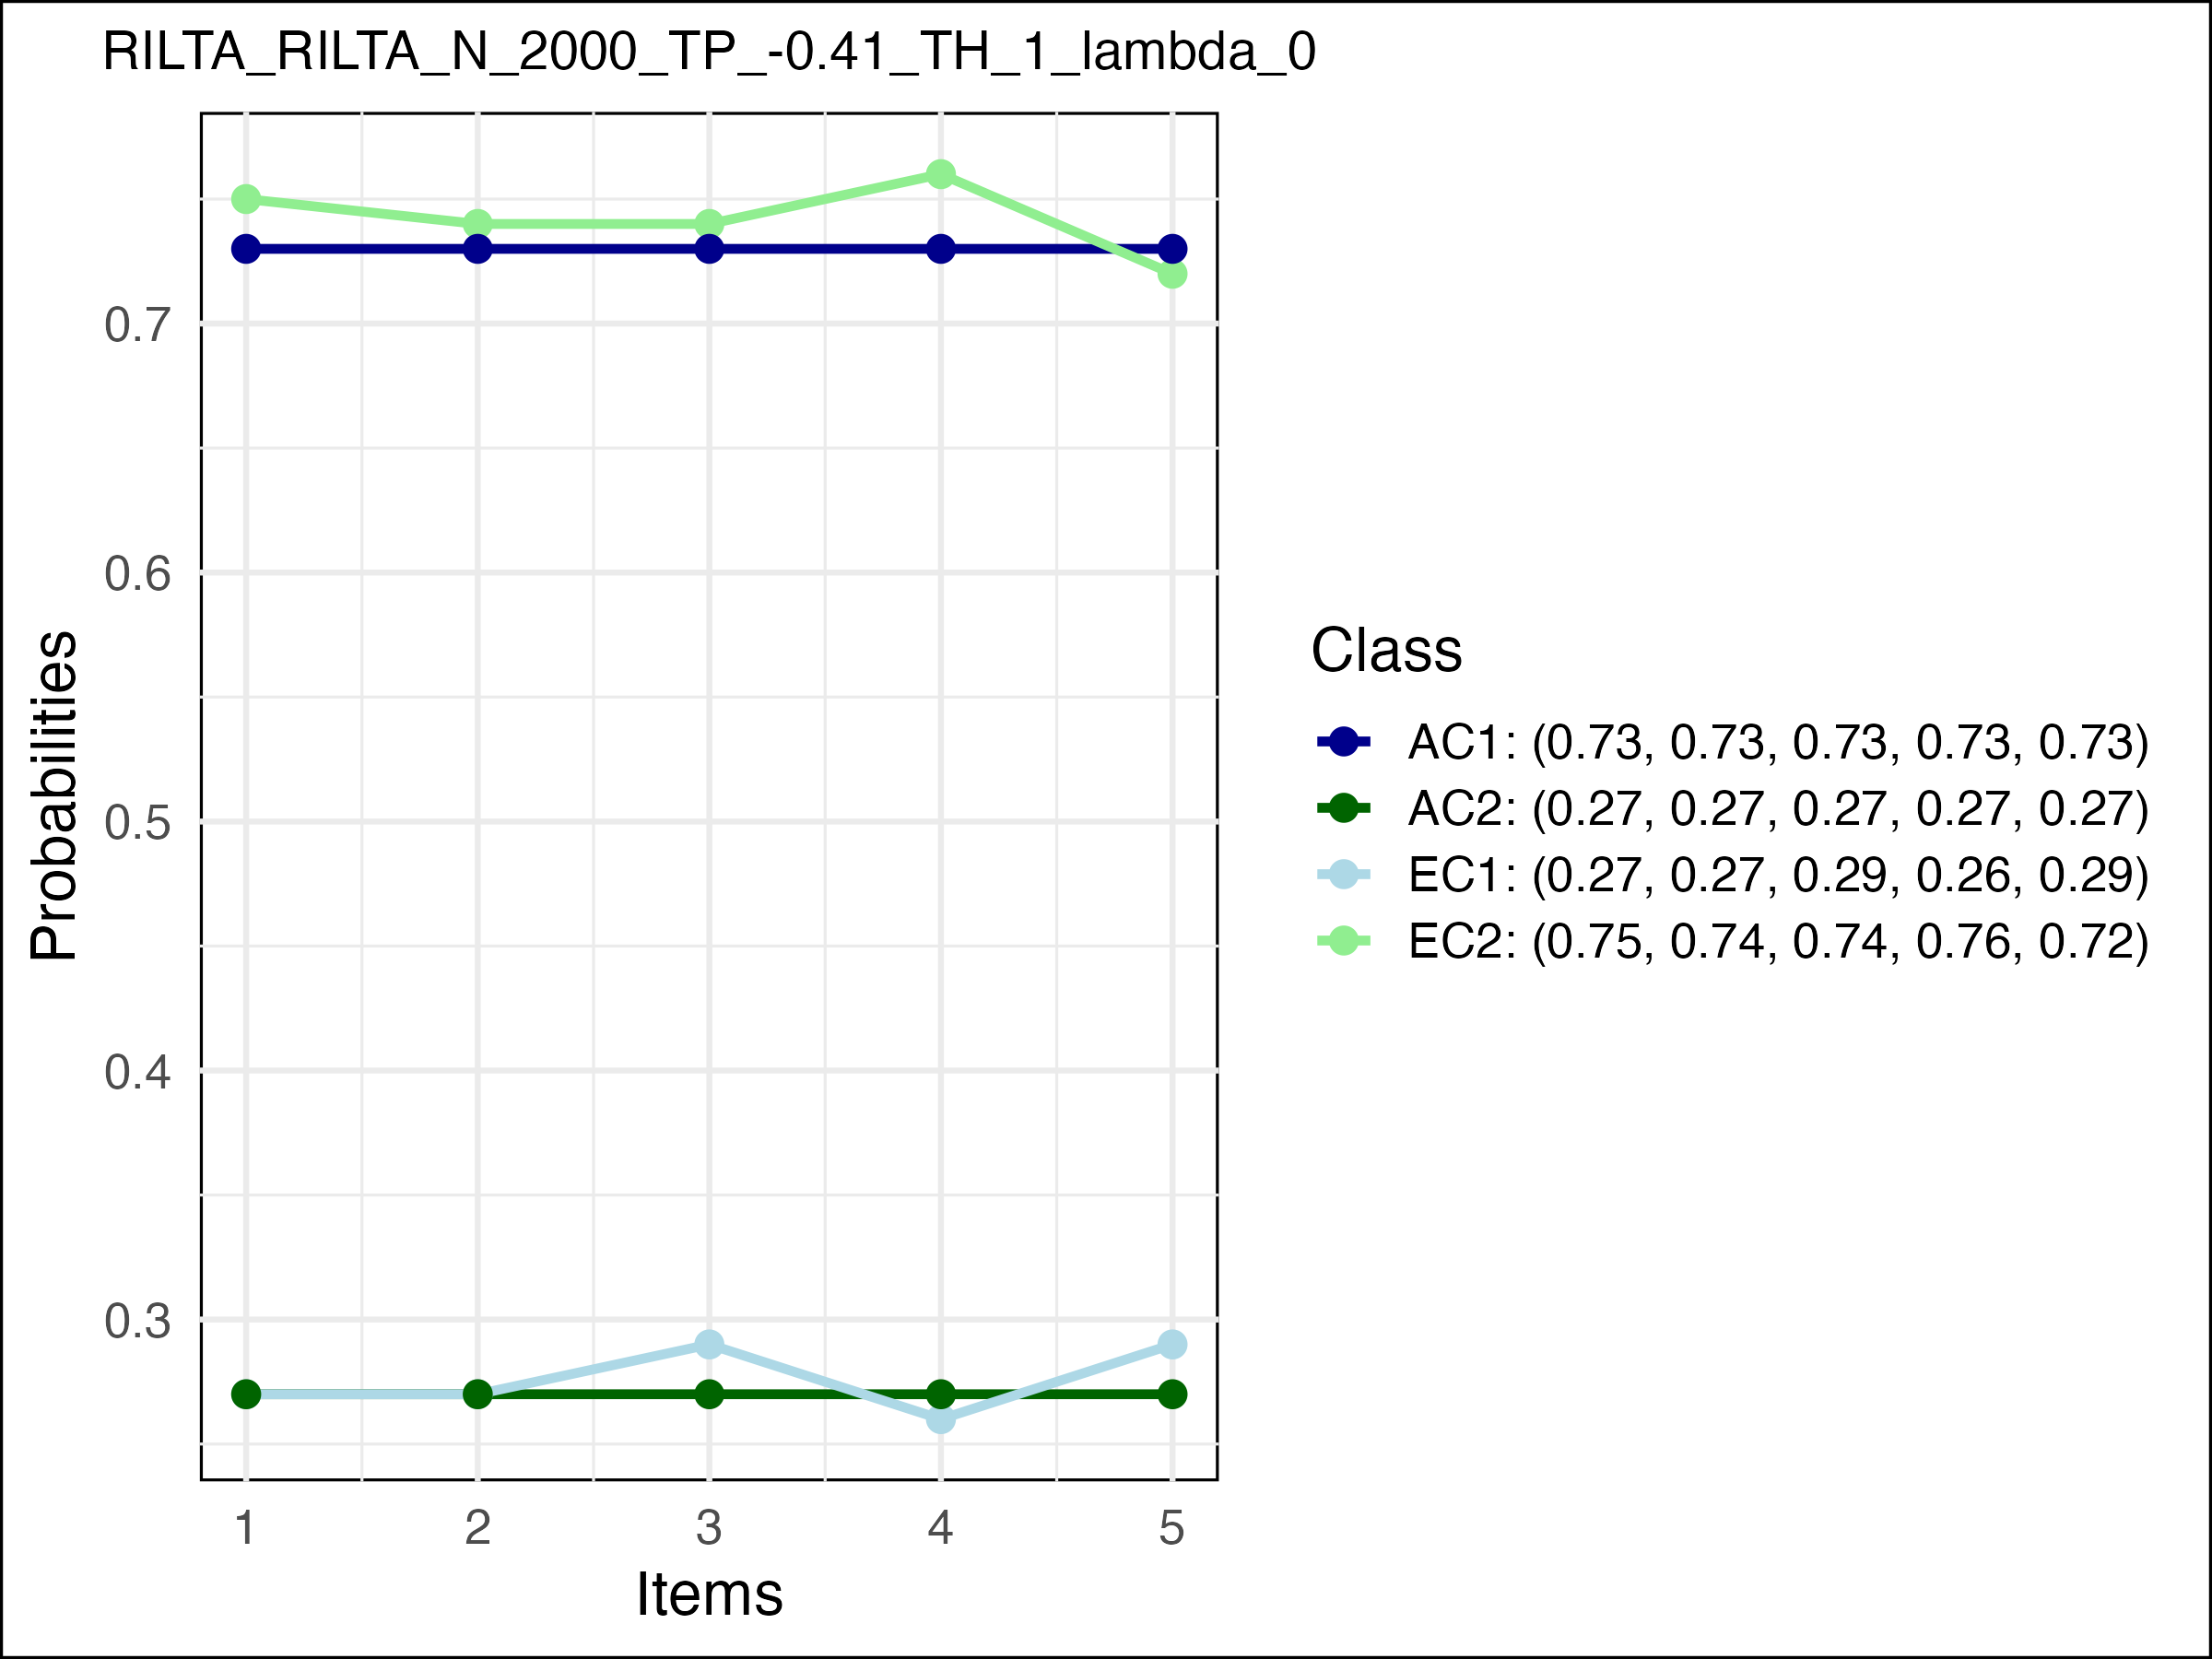 RILTA_RILTA_N_2000_TP_-0.41_TH_1_lambda_0
Probabilities
0.7
0.6
0.5
0.4
0.3
1 2 3 4 5
Items
Class
AC1: (0.73, 0.73, 0.73, 0.73, 0.73)
AC2: (0.27, 0.27, 0.27, 0.27, 0.27)
EC1: (0.27, 0.27, 0.29, 0.26, 0.29)
EC2: (0.75, 0.74, 0.74, 0.76, 0.72)